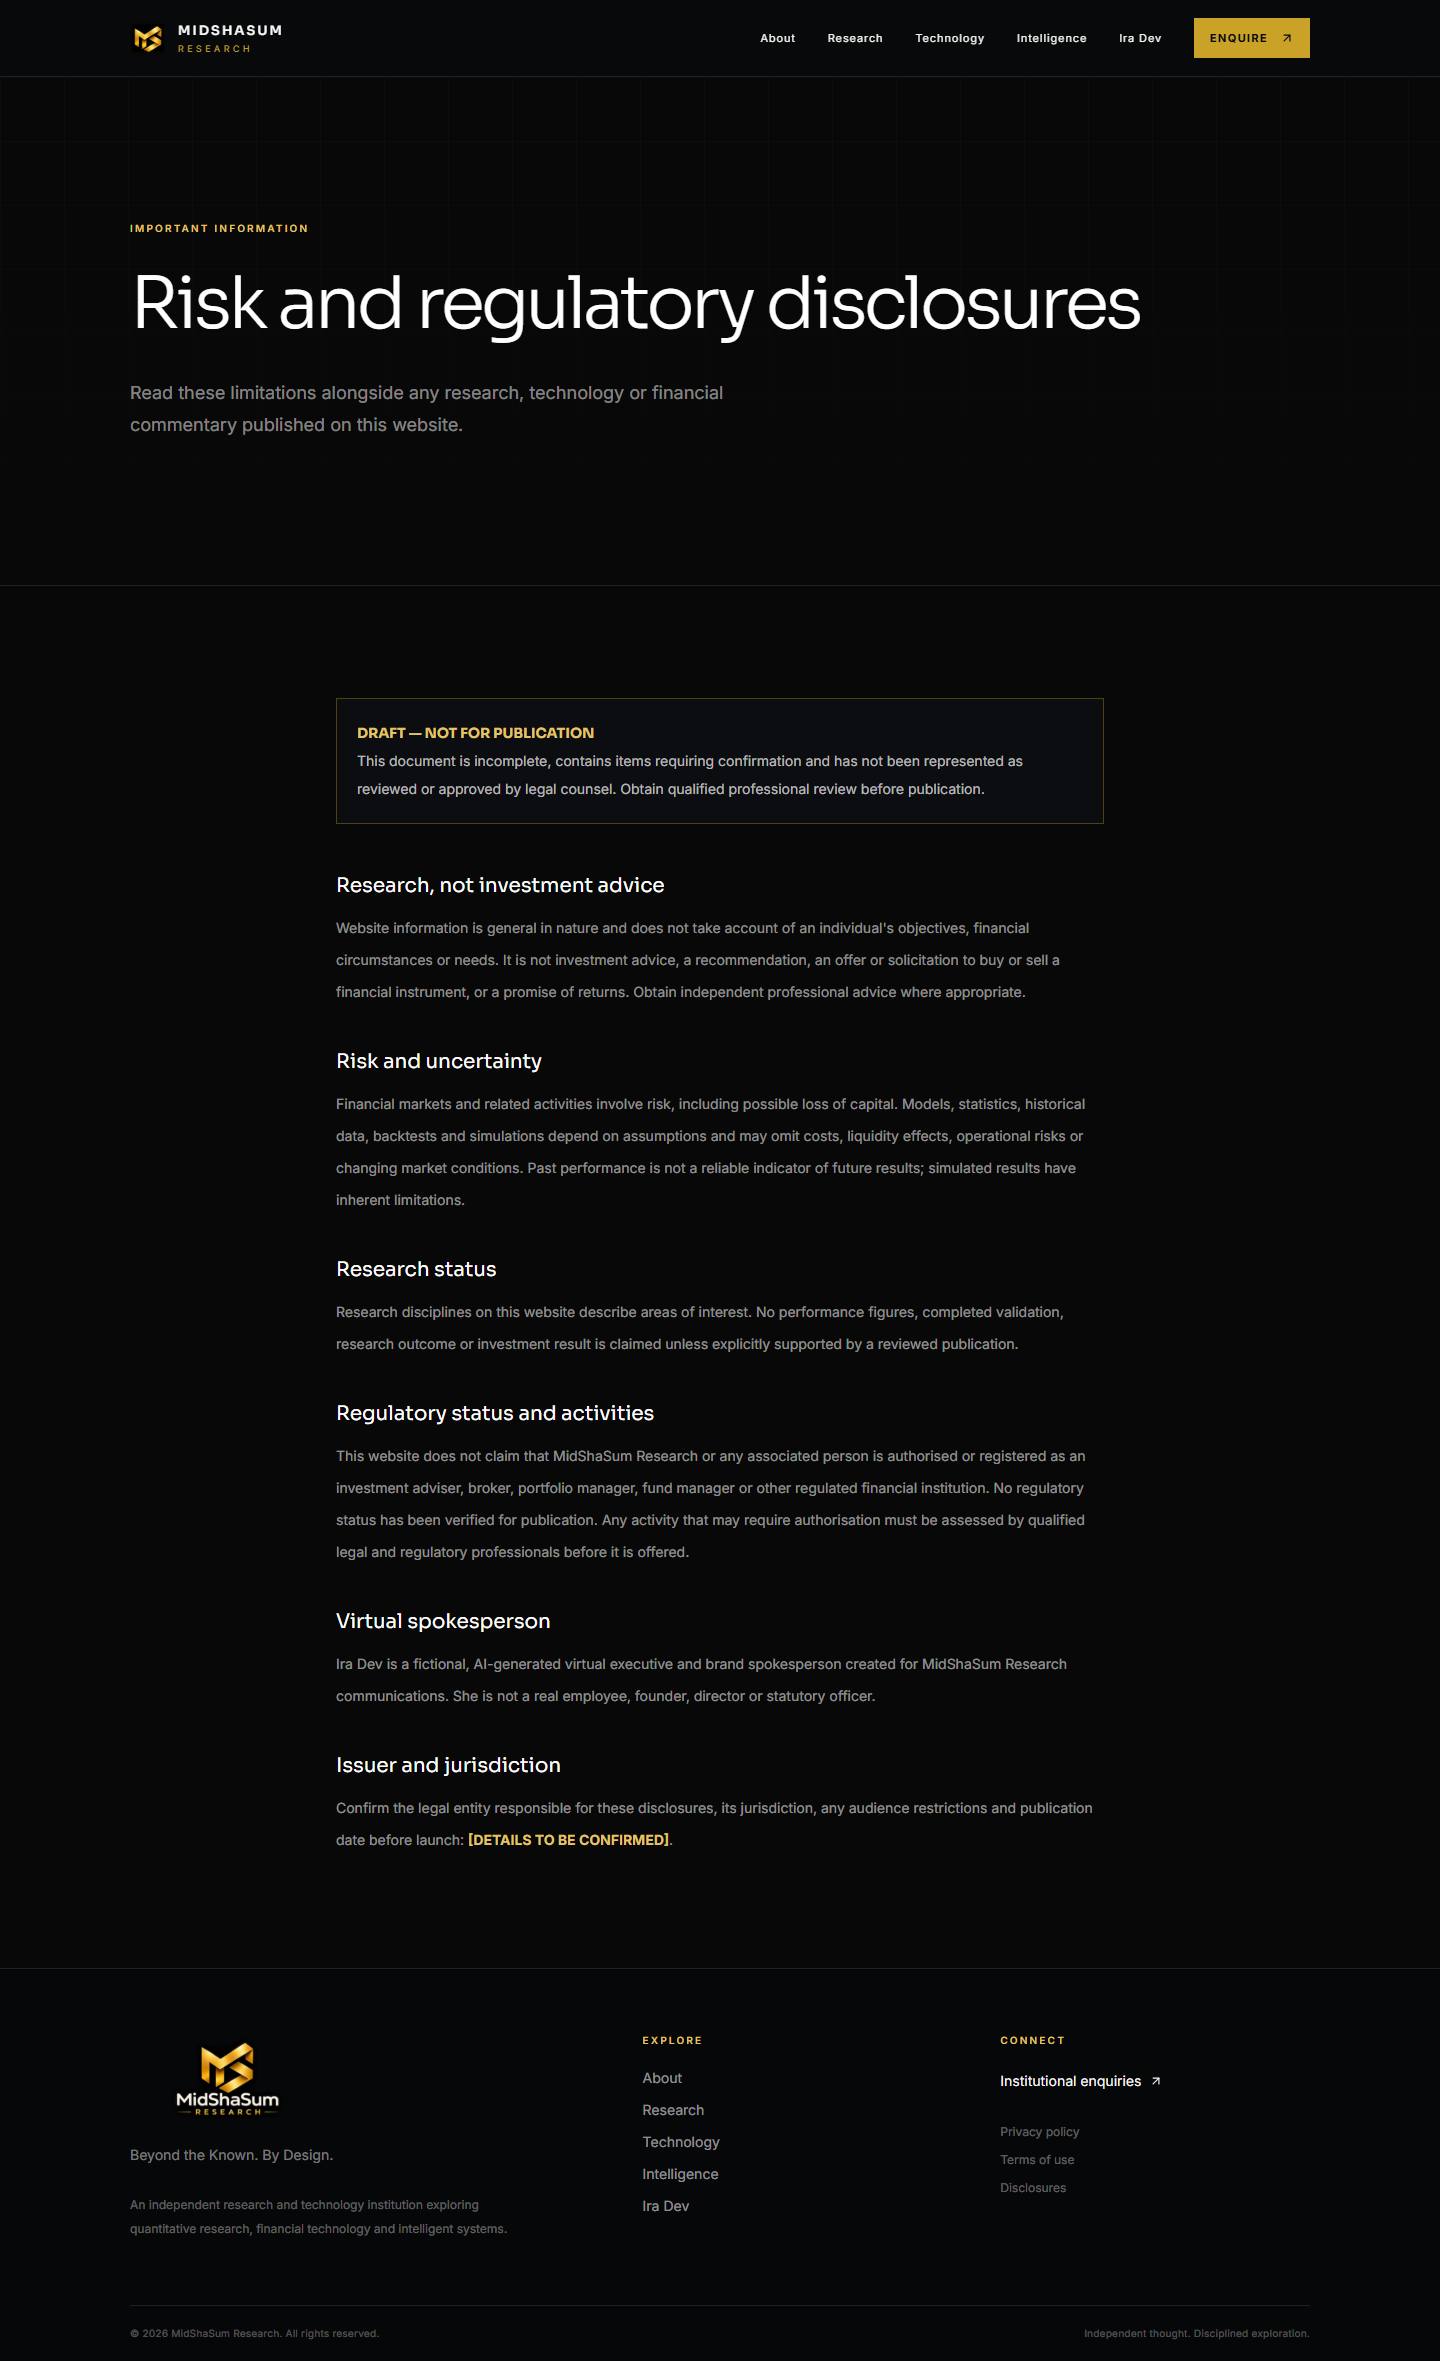 MIDSHASUM
RESEARCH
About
Research
Technology
Intelligence
Ira Dev
ENQUIRE
IMPORTANT INFORMATION
Risk and regulatory disclosures
Read these limitations alongside any research, technology or financial
commentary published on this website.
DRAFT — NOT FOR PUBLICATION
This document is incomplete, contains items requiring confirmation and has not been represented as
reviewed or approved by legal counsel. Obtain qualified professional review before publication.
Research, not investment advice
Website information is general in nature and does not take account of an individual's objectives, financial
circumstances or needs. It is not investment advice, a recommendation, an offer or solicitation to buy or sell a
financial instrument, or a promise of returns. Obtain independent professional advice where appropriate.
Risk and uncertainty
Financial markets and related activities involve risk, including possible loss of capital. Models, statistics, historical
data, backtests and simulations depend on assumptions and may omit costs, liquidity effects, operational risks or
changing market conditions. Past performance is not a reliable indicator of future results; simulated results have
inherent limitations.
Research status
Research disciplines on this website describe areas of interest. No performance figures, completed validation,
research outcome or investment result is claimed unless explicitly supported by a reviewed publication.
Regulatory status and activities
This website does not claim that MidShaSum Research or any associated person is authorised or registered as an
investment adviser, broker, portfolio manager, fund manager or other regulated financial institution. No regulatory
status has been verified for publication. Any activity that may require authorisation must be assessed by qualified
legal and regulatory professionals before it is offered.
Virtual spokesperson
Ira Dev is a fictional, AI-generated virtual executive and brand spokesperson created for MidShaSum Research
communications. She is not a real employee, founder, director or statutory officer.
Issuer and jurisdiction
Confirm the legal entity responsible for these disclosures, its jurisdiction, any audience restrictions and publication
date before launch: [DETAILS TO BE CONFIRMED].
MidShaSum
RESEARCH
Beyond the Known. By Design.
An independent research and technology institution exploring
quantitative research, financial technology and intelligent systems.
EXPLORE
About
Research
Technology
Intelligence
Ira Dev
CONNECT
Institutional enquiries
Privacy policy
Terms of use
Disclosures
© 2026 MidShaSum Research. All rights reserved.
Independent thought. Disciplined exploration.